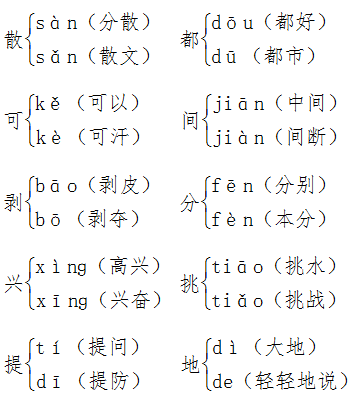 散 sàn（分散） 都 dōu（都好）
sǎn（散文） dū（都市）
可 kě（可以） 间 jiān（中间）
kè（可汗） jiàn（间断）
剥 bāo（剥皮） 分 fēn（分别）
bō（剥夺） fèn（本分）
兴 xìng（高兴） 挑 tiāo（挑水）
xīng（兴奋） tiǎo（挑战）
提 tí（提问） 地 dì（大地）
dī（提防） de（轻轻地说）